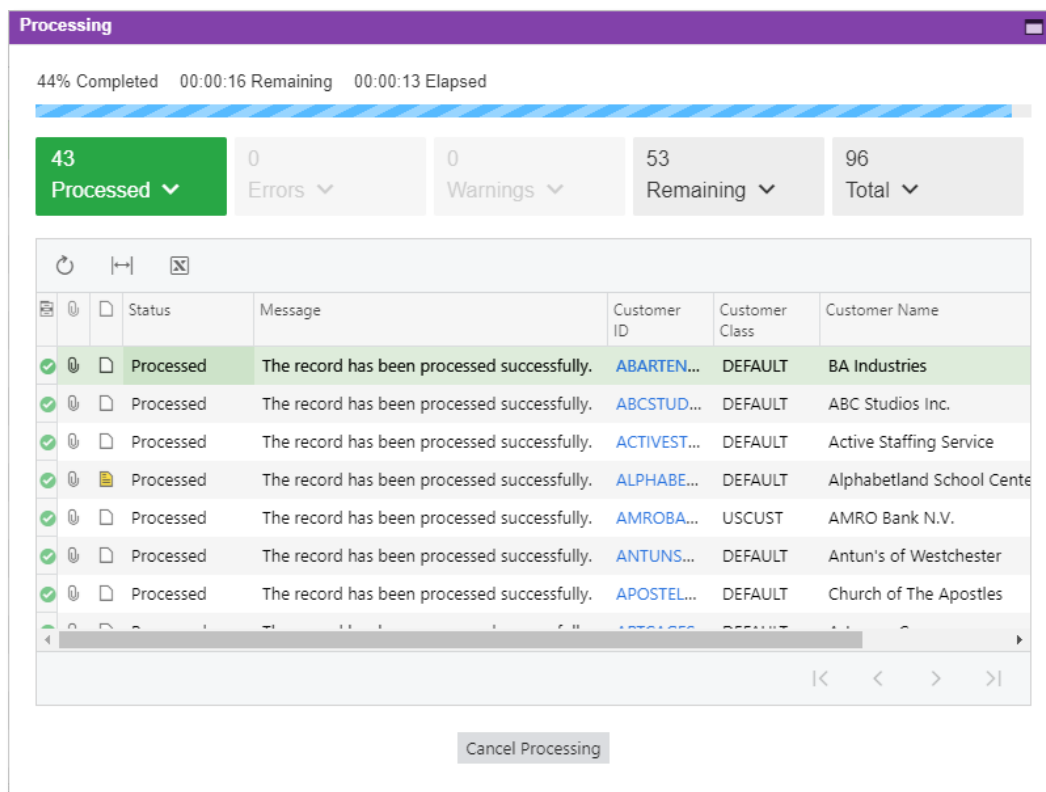 Processing
44% Completed 00:00:16 Remaining 00:00:13 Elapsed
43 0 0 53 96
Processed Errors Warnings Remaining Total
Status Message Customer ID Customer Class Customer Name
Processed The record has been processed successfully. ABARTEN... DEFAULT BA Industries
Processed The record has been processed successfully. ABCSTUD... DEFAULT ABC Studios Inc.
Processed The record has been processed successfully. ACTIVEST... DEFAULT Active Staffing Service
Processed The record has been processed successfully. ALPHABE... DEFAULT Alphabetland School Cente
Processed The record has been processed successfully. AMROBA... USCUST AMRO Bank N.V.
Processed The record has been processed successfully. ANTUNS... DEFAULT Antun's of Westchester
Processed The record has been processed successfully. APOSTEL... DEFAULT Church of The Apostles
Cancel Processing